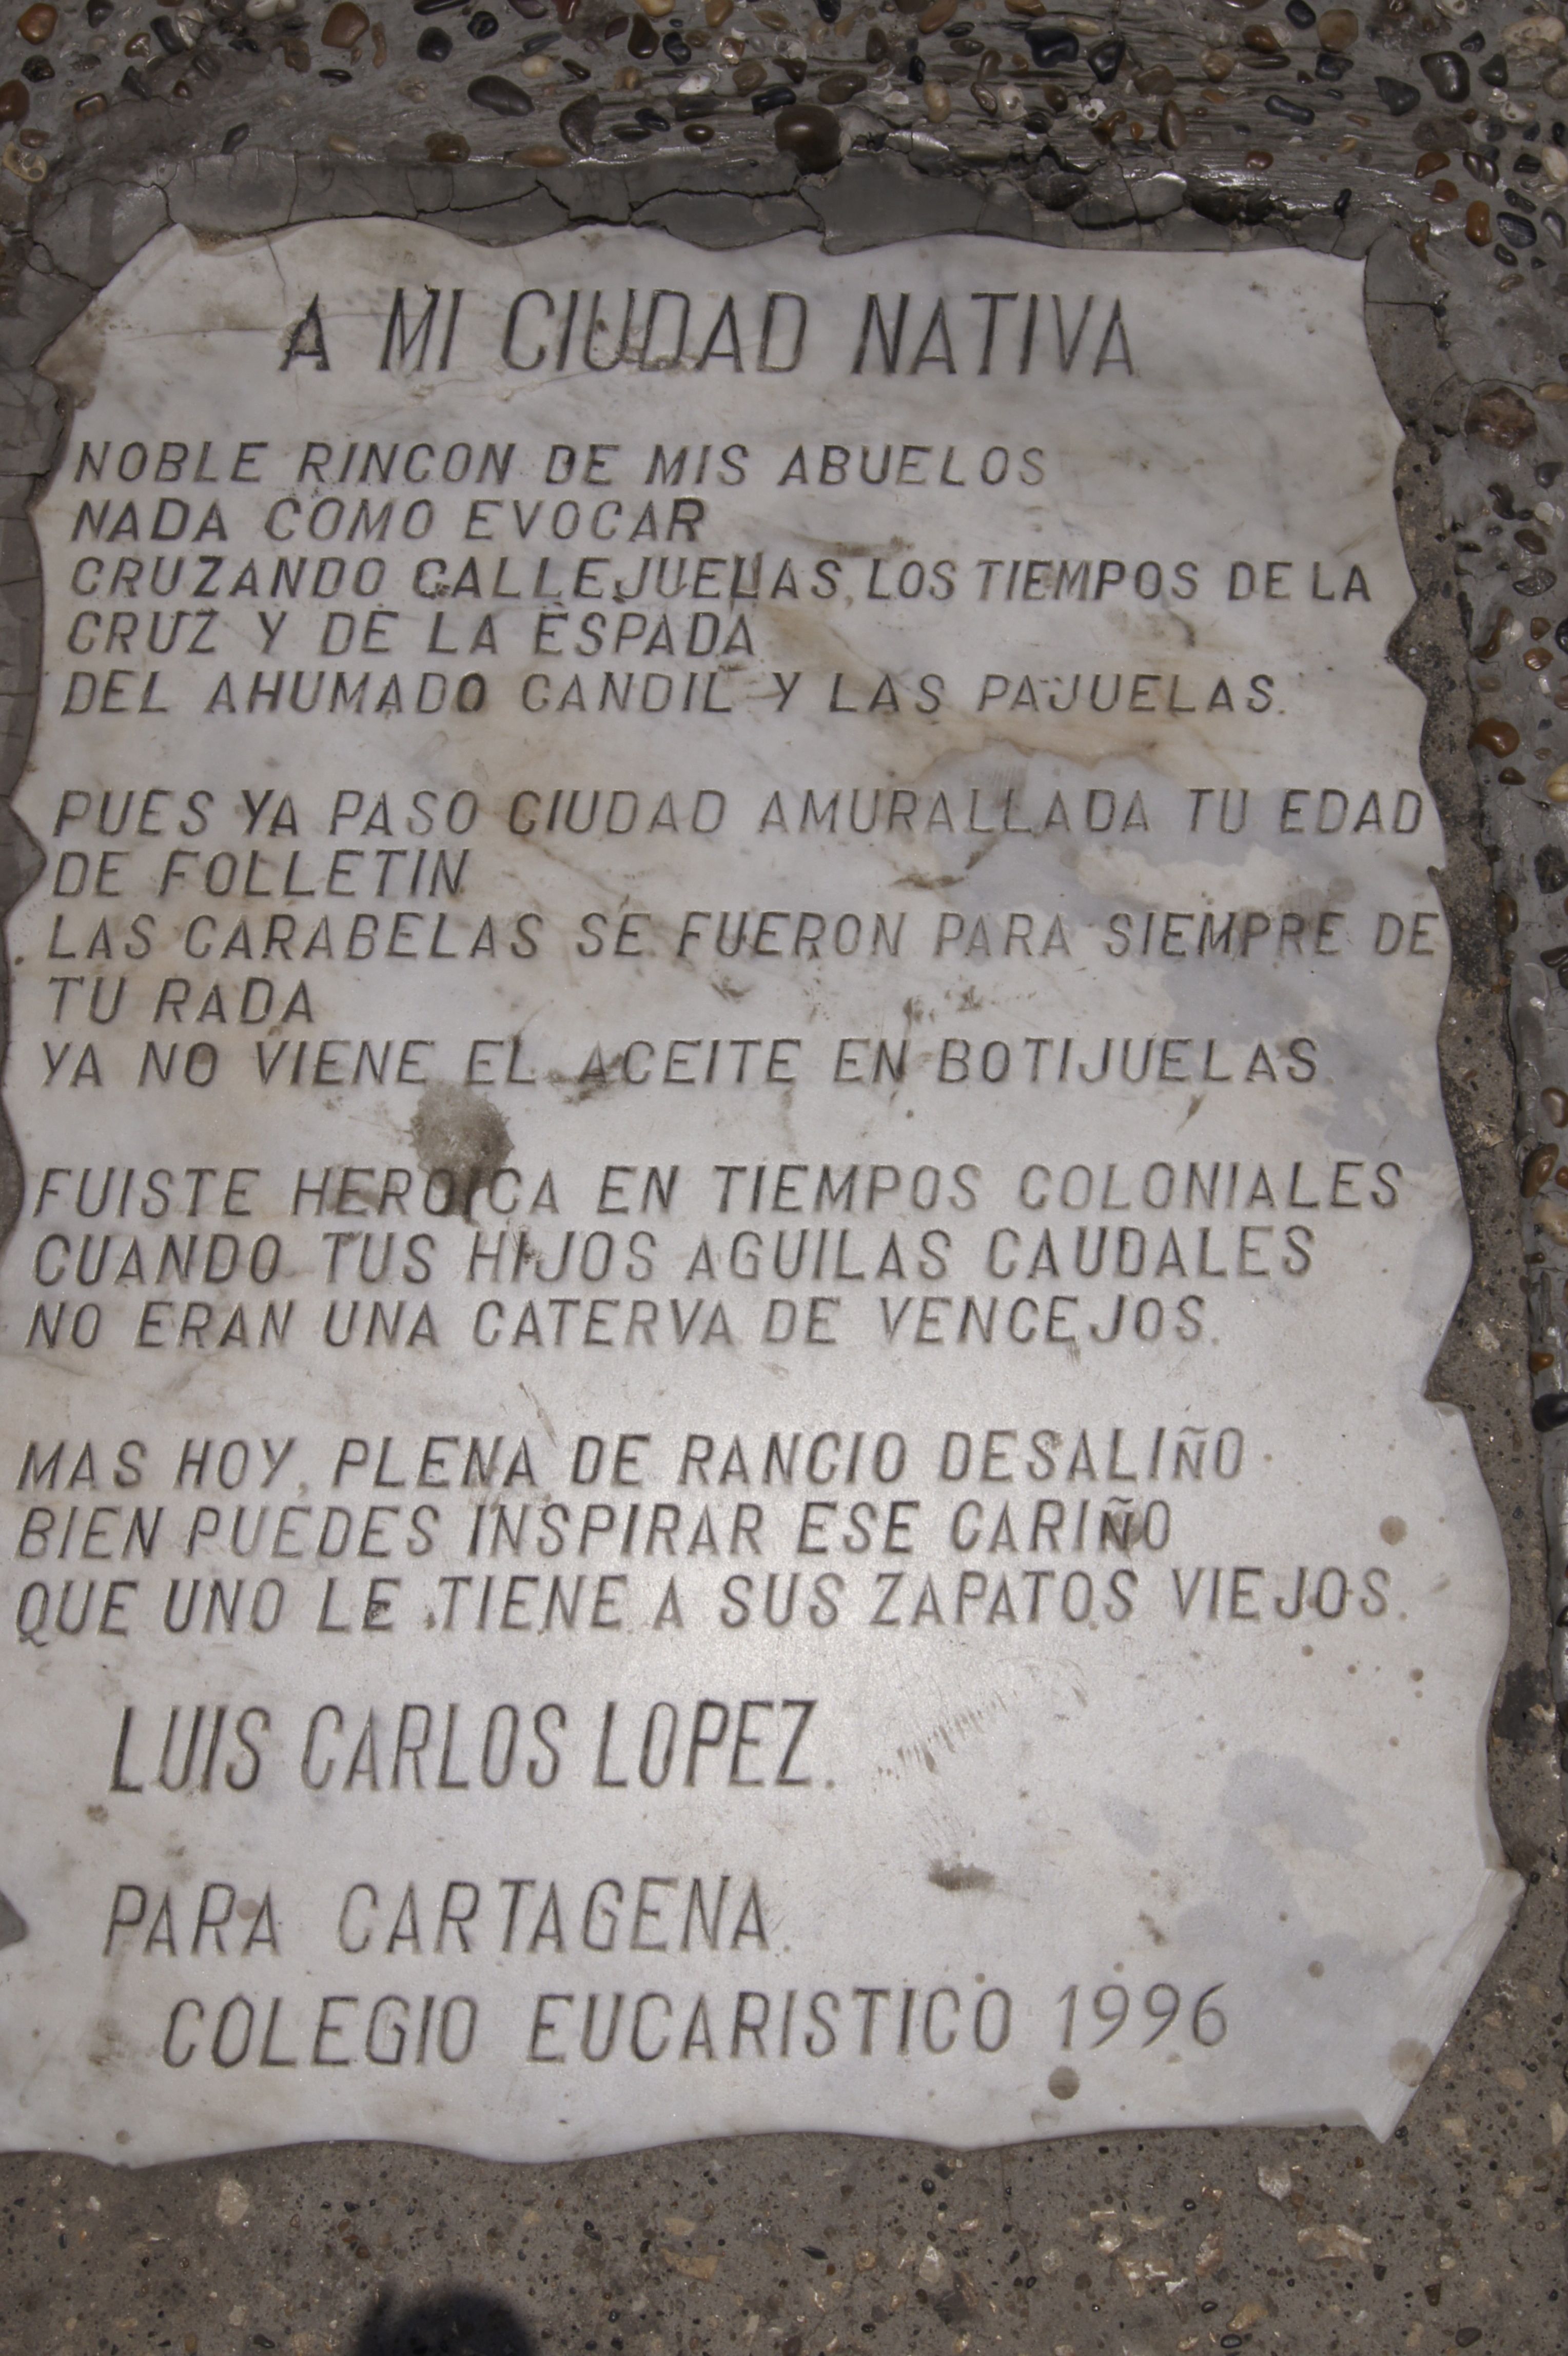 A MI CIUDAD NATIVA
NOBLE RINCON DE MIS ABUELOS
NADA COMO EVOCAR
CRUZANDO CALLEJUELAS, LOS TIEMPOS DE LA
CRUZ Y DE LA ESPADA
DEL AHUMADO CANDIL Y LAS PAJUELAS.
PUES YA PASO CIUDAD AMURALLADA TU EDAD
DE FOLLETIN
LAS CARABELAS SE FUERON PARA SIEMPRE DE
TU RADA
YA NO VIENE EL ACEITE EN BOTIJUELAS.
FUISTE HEROICA EN TIEMPOS COLONIALES
CUANDO TUS HIJOS AGUILAS CAUDALES
NO ERAN UNA CATERVA DE VENCEJOS.
MAS HOY, PLENA DE RANCIO DESALIÑO
BIEN PUEDES INSPIRAR ESE CARIÑO
QUE UNO LE TIENE A SUS ZAPATOS VIEJOS.
LUIS CARLOS LOPEZ.
PARA CARTAGENA.
COLEGIO EUCARISTICO 1996